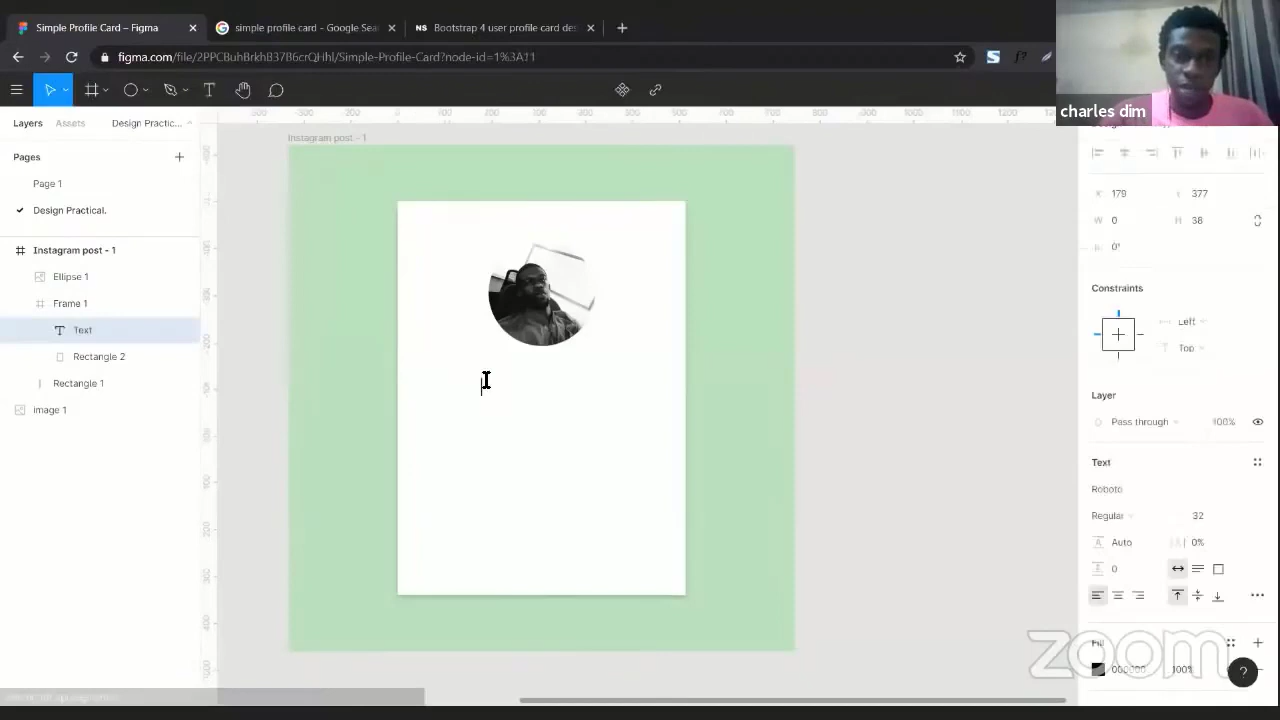 Simple Profile Card – Figma
simple profile card - Google Sea
NS Bootstrap 4 user profile card des
figma.com/file/2PPCBuhBrkhB37B6crQHhl/Simple-Profile-Card?node-id=1%3A11
charles dim
Layers Assets Design Practic...
Pages
Page 1
Design Practical.
Instagram post - 1
Ellipse 1
Frame 1
Text
Rectangle 2
Rectangle 1
image 1
Instagram post - 1
179 377
W 0 H 38
0°
Constraints
Left
Top
Layer
Pass through 100%
Text
Roboto
Regular 32
Auto 0%
0
Fill
000000 100%
zoom
?